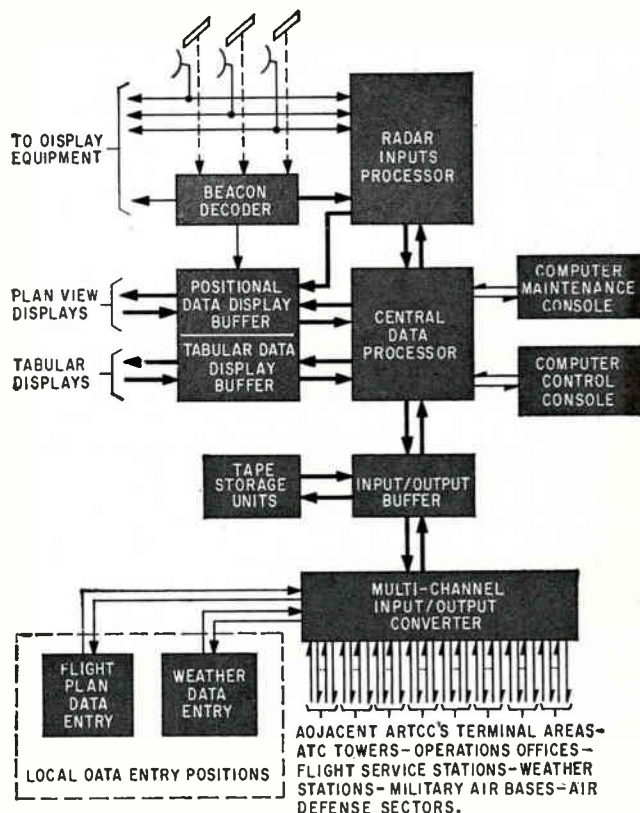 TO DISPLAY
EQUIPMENT
RADAR
INPUTS
PROCESSOR
BEACON
DECODER
PLAN VIEW
DISPLAYS
POSITIONAL
DATA DISPLAY
BUFFER
TABULAR DATA
DISPLAY
BUFFER
TABULAR
DISPLAYS
CENTRAL
DATA
PROCESSOR
COMPUTER
MAINTENANCE
CONSOLE
COMPUTER
CONTROL
CONSOLE
TAPE
STORAGE
UNITS
INPUT/OUTPUT
BUFFER
MULTI-CHANNEL
INPUT/OUTPUT
CONVERTER
FLIGHT
PLAN
DATA
ENTRY
WEATHER
DATA
ENTRY
LOCAL DATA ENTRY POSITIONS
ADJACENT ARTCC'S TERMINAL AREAS-
ATC TOWERS-OPERATIONS OFFICES-
FLIGHT SERVICE STATIONS-WEATHER
STATIONS-MILITARY AIR BASES-AIR
DEFENSE SECTORS.